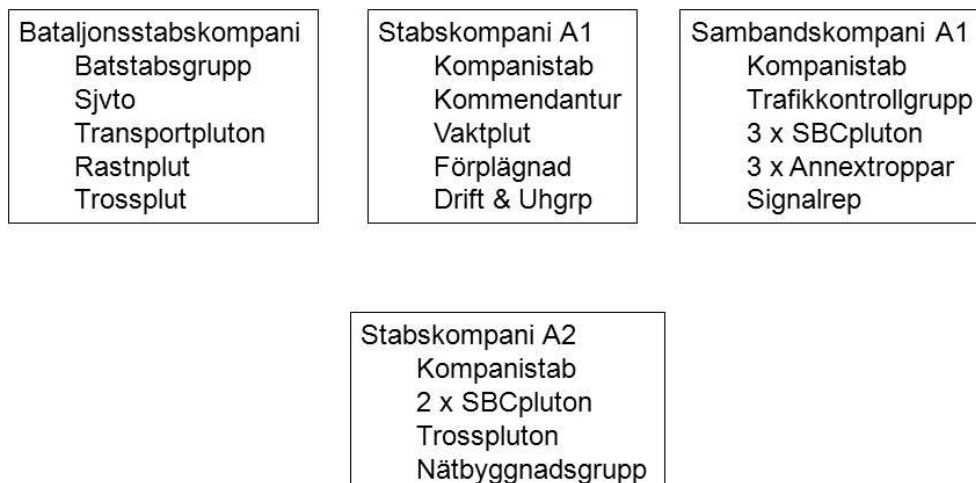 Bataljonsstabskompani
Batstabsgrupp
Sjvto
Transportpluton
Rastnplut
Trossplut
Stabskompani A1
Kompanistab
Kommendantur
Vaktplut
Förplägnad
Drift & Uhgrp
Sambandskompani A1
Kompanistab
Trafikkontrollgrupp
3 x SBCpluton
3 x Annextroppar
Signalrep
Stabskompani A2
Kompanistab
2 x SBCpluton
Trosspluton
Nätbyggnadsgrupp